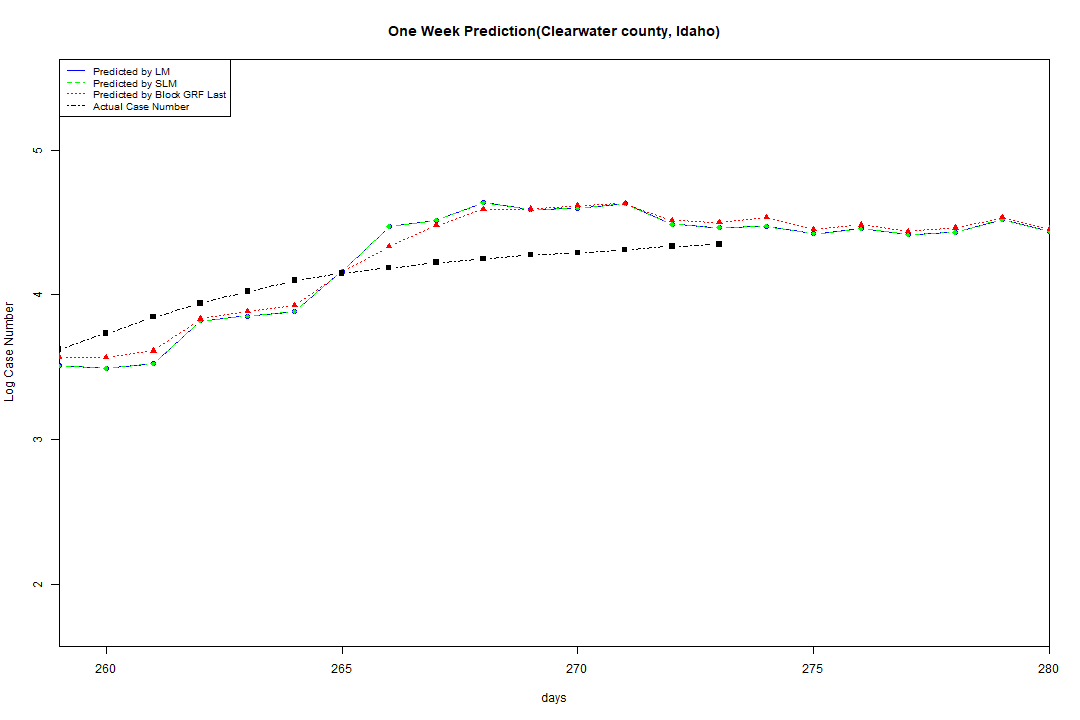 One Week Prediction(Clearwater county, Idaho)
Predicted by LM
Predicted by SLM
Predicted by Block GRF Last
Actual Case Number
5
4
3
2
Log Case Number
260
265
270
275
280
days